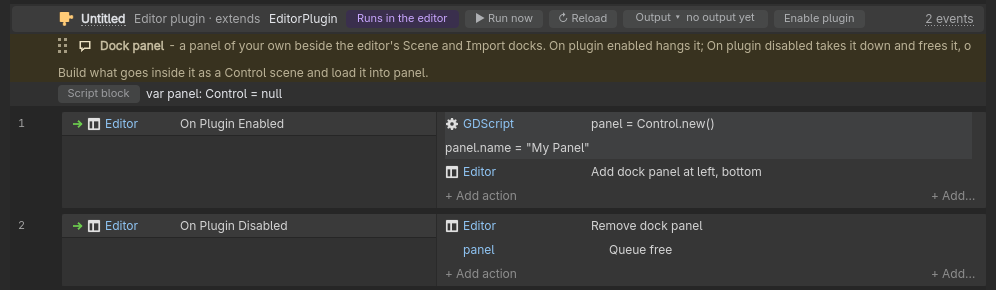 Untitled Editor plugin · extends EditorPlugin Runs in the editor Run now Reload Output no output yet Enable plugin 2 events
Dock panel - a panel of your own beside the editor's Scene and Import docks. On plugin enabled hangs it; On plugin disabled takes it down and frees it, o
Build what goes inside it as a Control scene and load it into panel.
Script block var panel: Control = null
1 Editor On Plugin Enabled GDScript panel = Control.new()
panel.name = "My Panel"
Editor Add dock panel at left, bottom
+ Add action + Add...
2 Editor On Plugin Disabled Editor Remove dock panel
panel Queue free
+ Add action + Add...